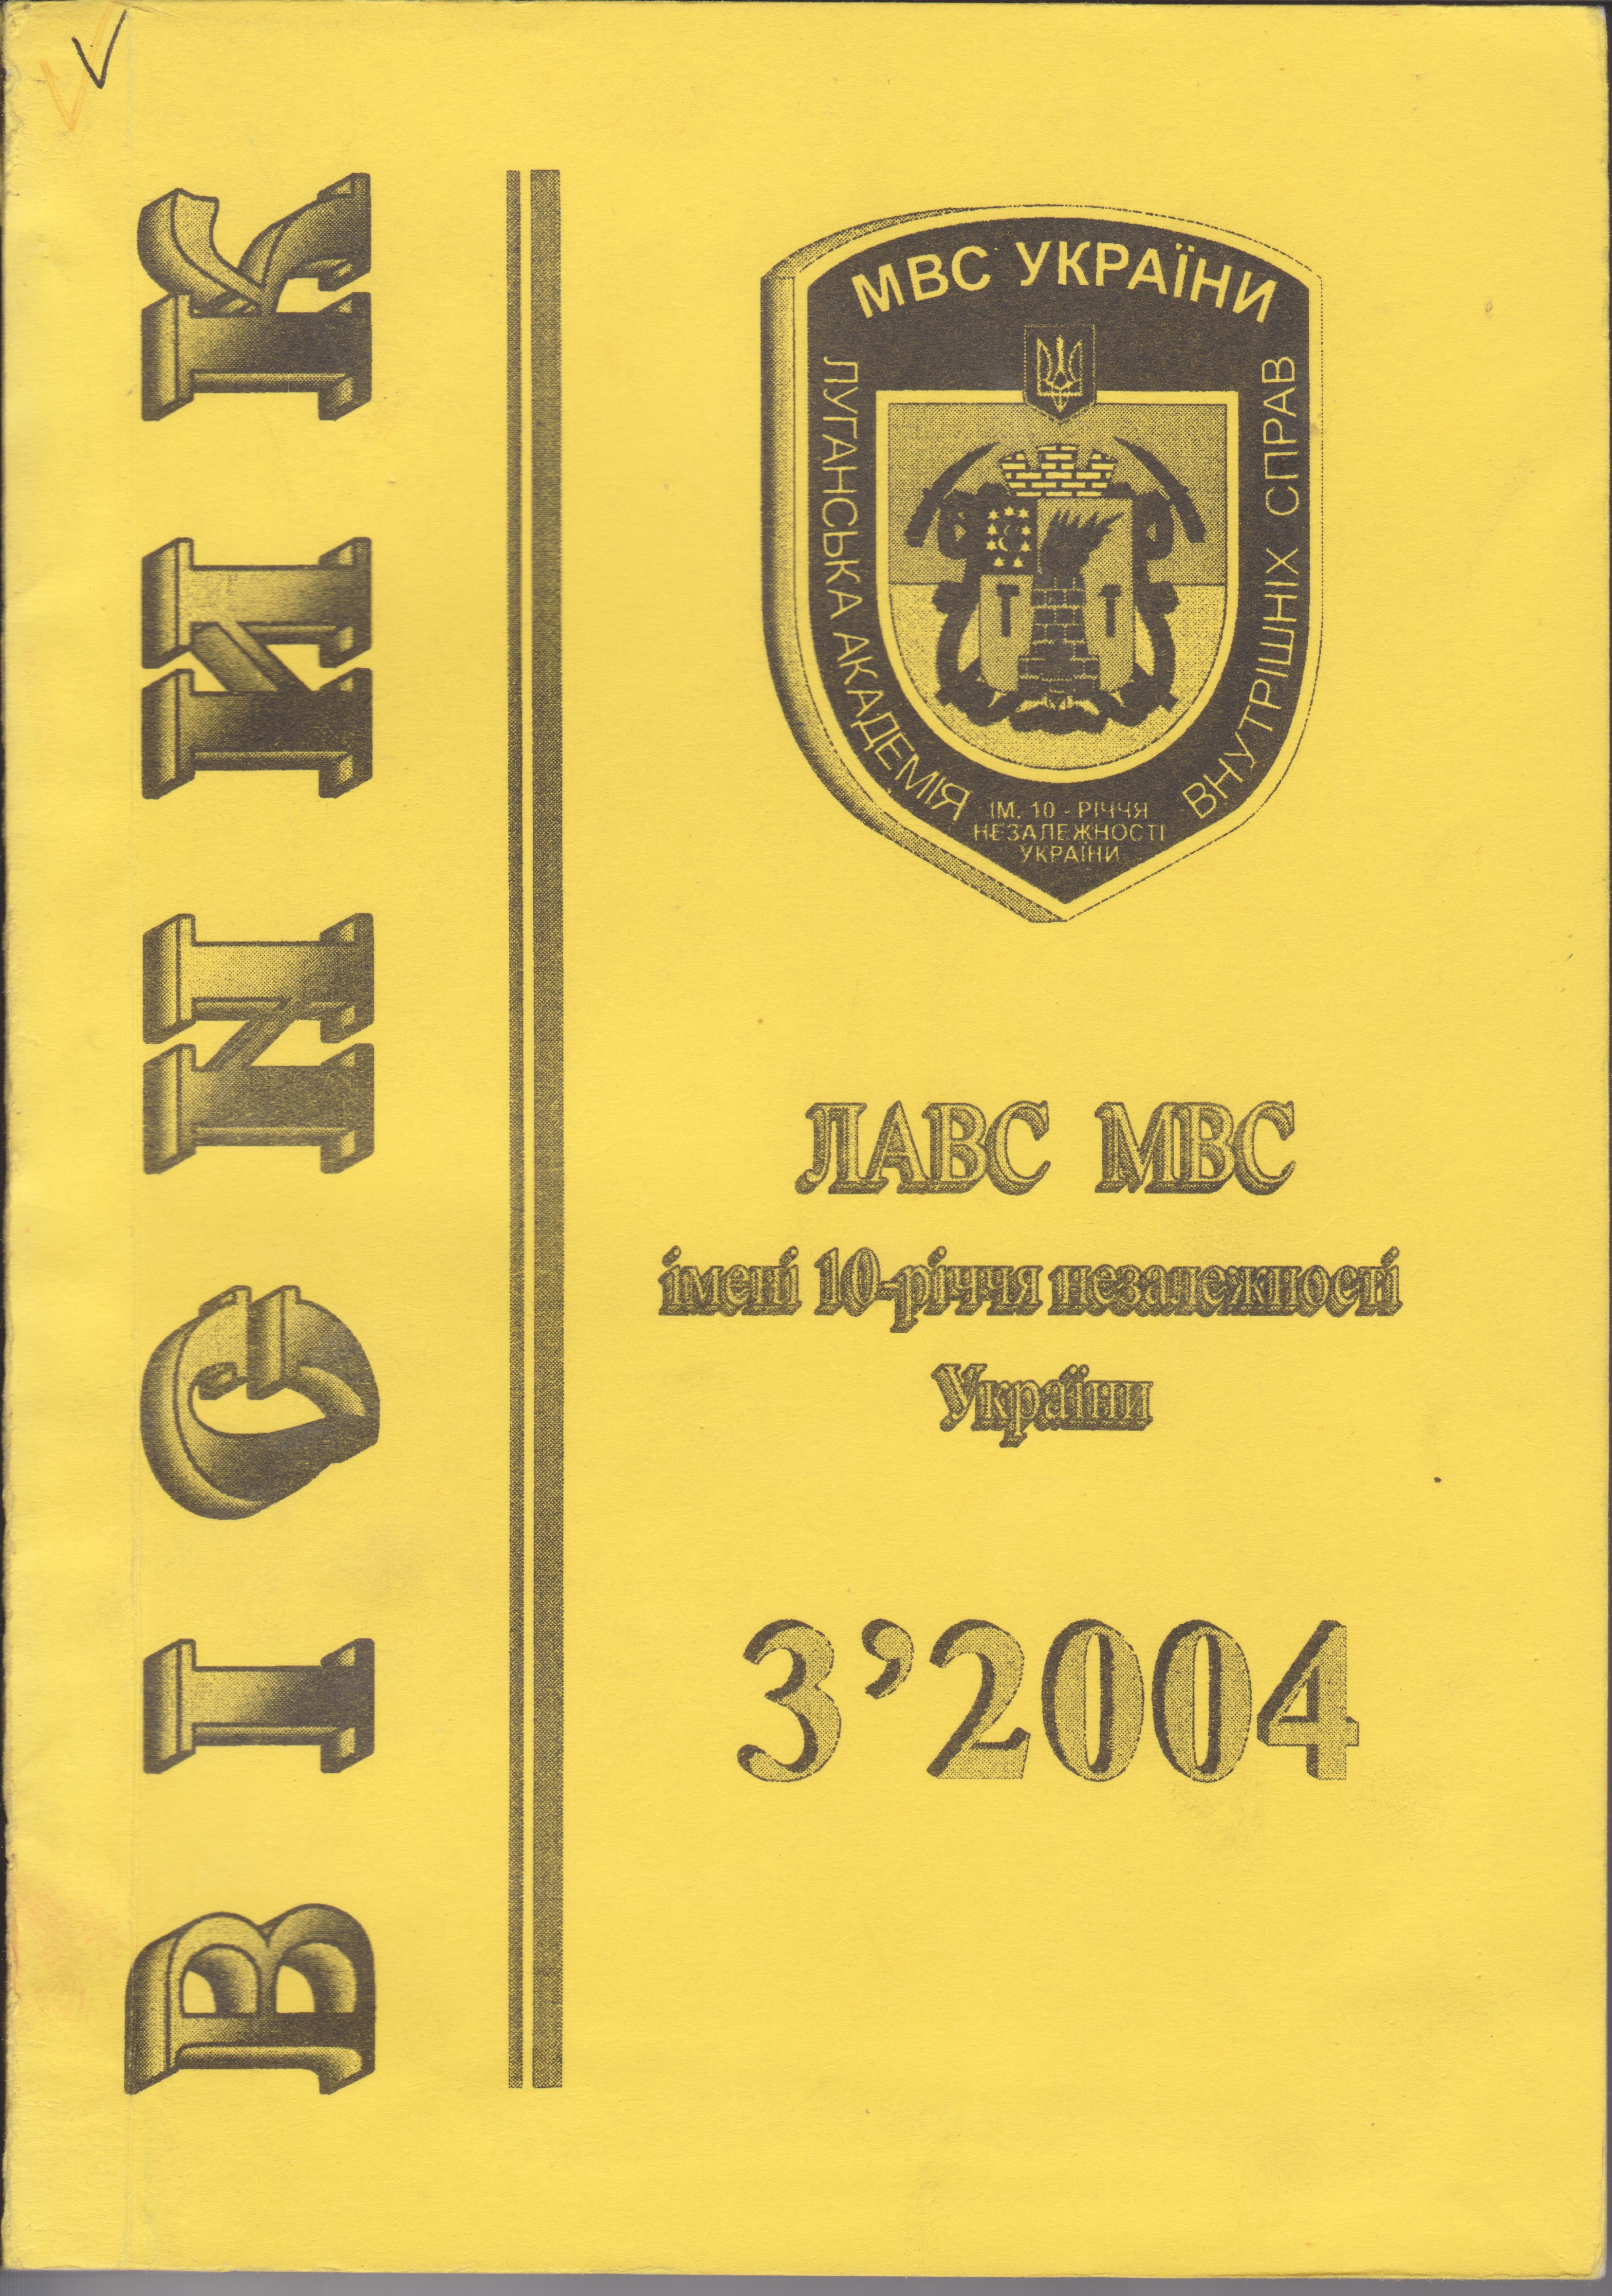 ВІСНИК
МВС УКРАЇНИ
ЛУГАНСЬКА АКАДЕМІЯ
ВНУТРІШНІХ СПРАВ
ІМ. 10 - РІЧЧЯ
НЕЗАЛЕЖНОСТІ
УКРАЇНИ
ЛАВС МВС
імені 10-річчя незалежності
України
3’2004